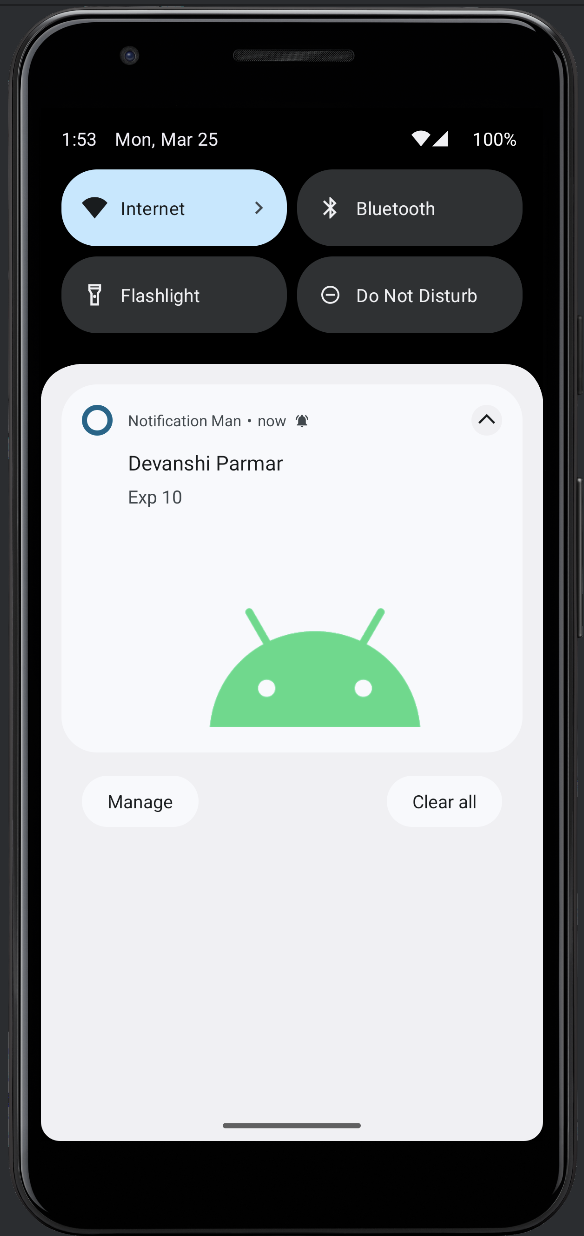 1:53 Mon, Mar 25 100%
Internet Bluetooth
Flashlight Do Not Disturb
Notification Man • now
Devanshi Parmar
Exp 10
Manage Clear all